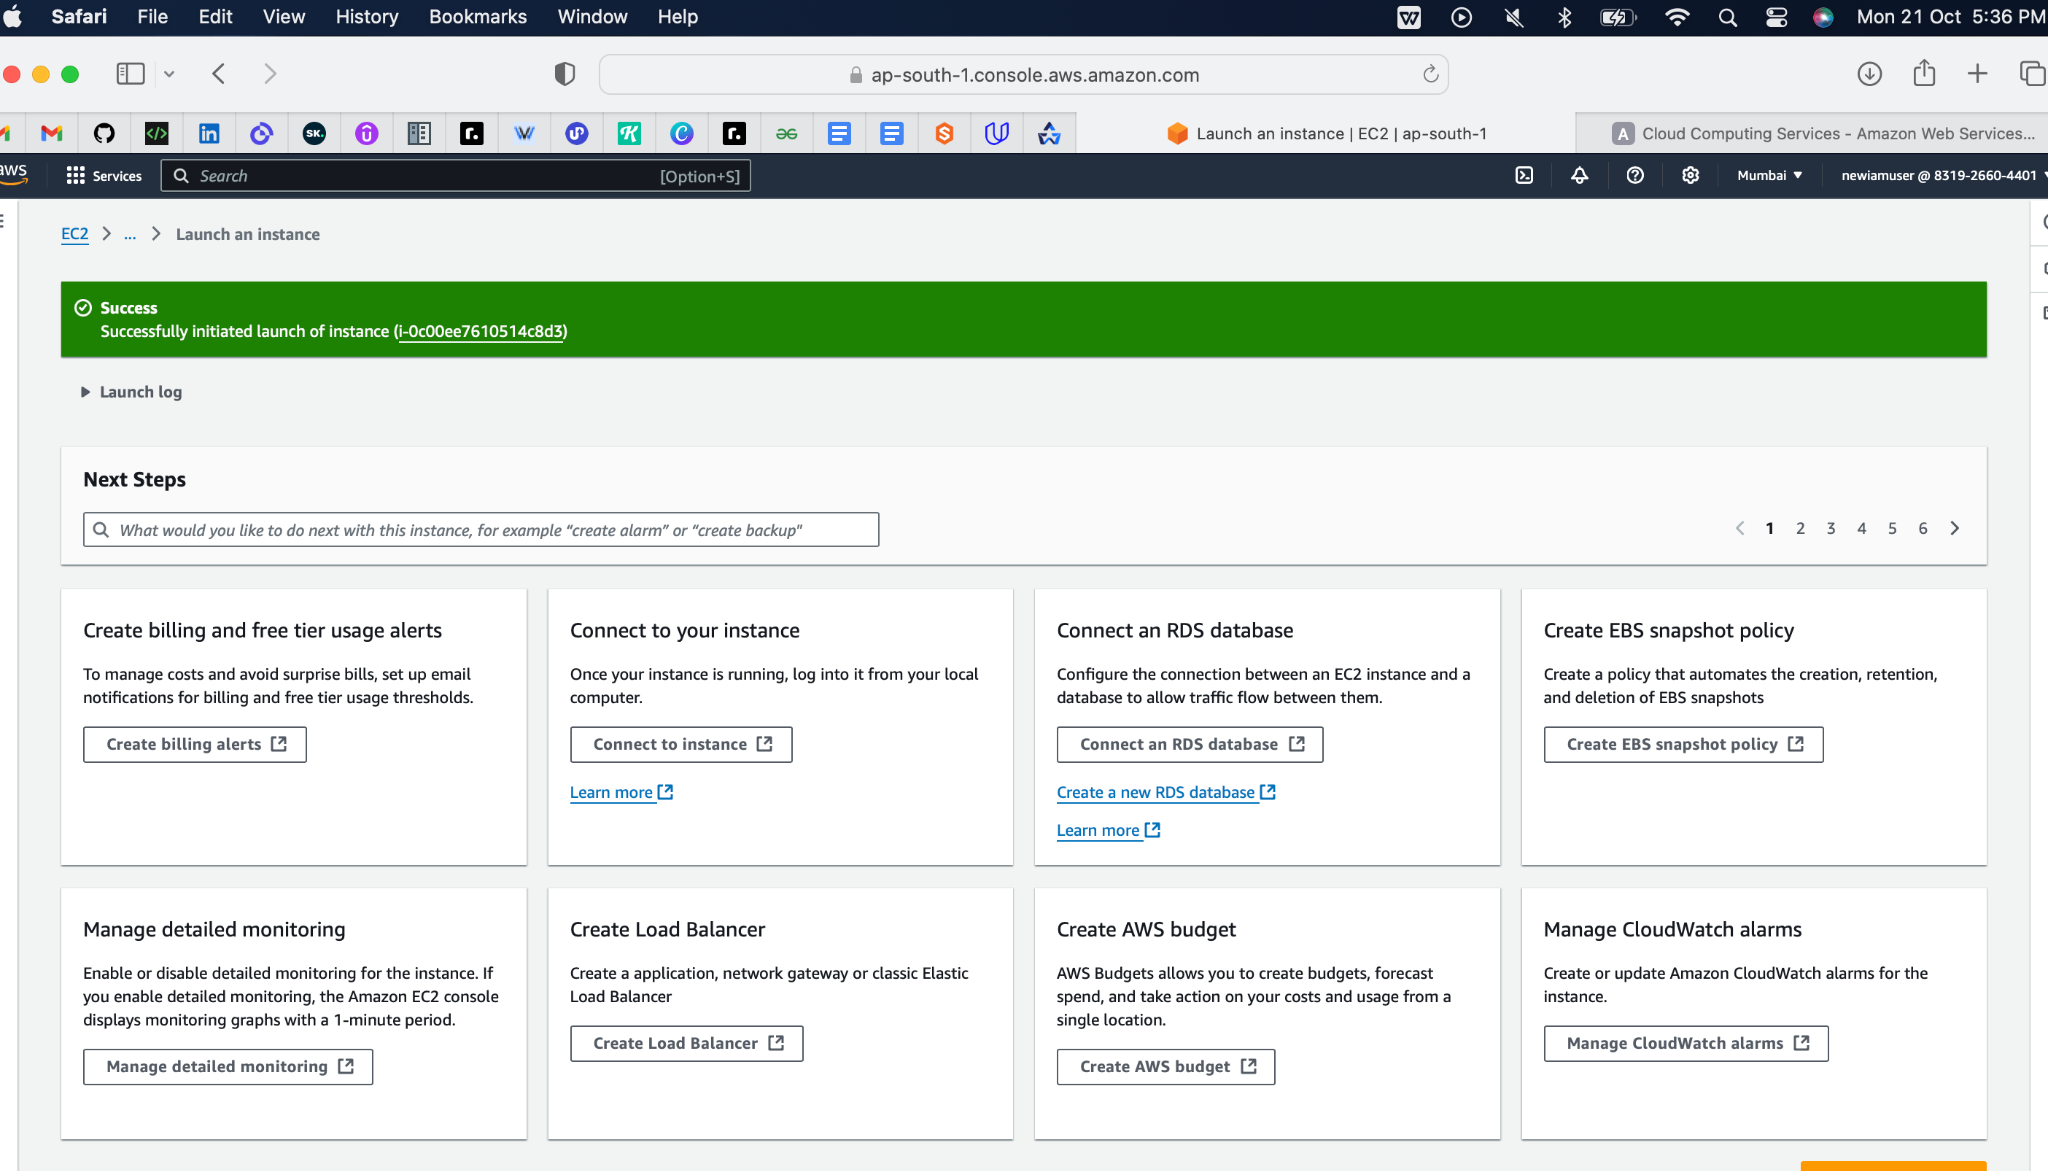 Safari File Edit View History Bookmarks Window Help Mon 21 Oct 5:36 PM
ap-south-1.console.aws.amazon.com
Launch an instance | EC2 | ap-south-1 A Cloud Computing Services - Amazon Web Services...
aws Services Search [Option+S] Mumbai newiamuser @ 8319-2660-4401
EC2 > ... > Launch an instance
Success
Successfully initiated launch of instance (i-0c00ee7610514c8d3)
Launch log
Next Steps
What would you like to do next with this instance, for example “create alarm” or “create backup"
1 2 3 4 5 6
Create billing and free tier usage alerts
To manage costs and avoid surprise bills, set up email
notifications for billing and free tier usage thresholds.
Create billing alerts
Connect to your instance
Once your instance is running, log into it from your local
computer.
Connect to instance
Learn more
Connect an RDS database
Configure the connection between an EC2 instance and a
database to allow traffic flow between them.
Connect an RDS database
Create a new RDS database
Learn more
Create EBS snapshot policy
Create a policy that automates the creation, retention,
and deletion of EBS snapshots
Create EBS snapshot policy
Manage detailed monitoring
Enable or disable detailed monitoring for the instance. If
you enable detailed monitoring, the Amazon EC2 console
displays monitoring graphs with a 1-minute period.
Manage detailed monitoring
Create Load Balancer
Create a application, network gateway or classic Elastic
Load Balancer
Create Load Balancer
Create AWS budget
AWS Budgets allows you to create budgets, forecast
spend, and take action on your costs and usage from a
single location.
Create AWS budget
Manage CloudWatch alarms
Create or update Amazon CloudWatch alarms for the
instance.
Manage CloudWatch alarms